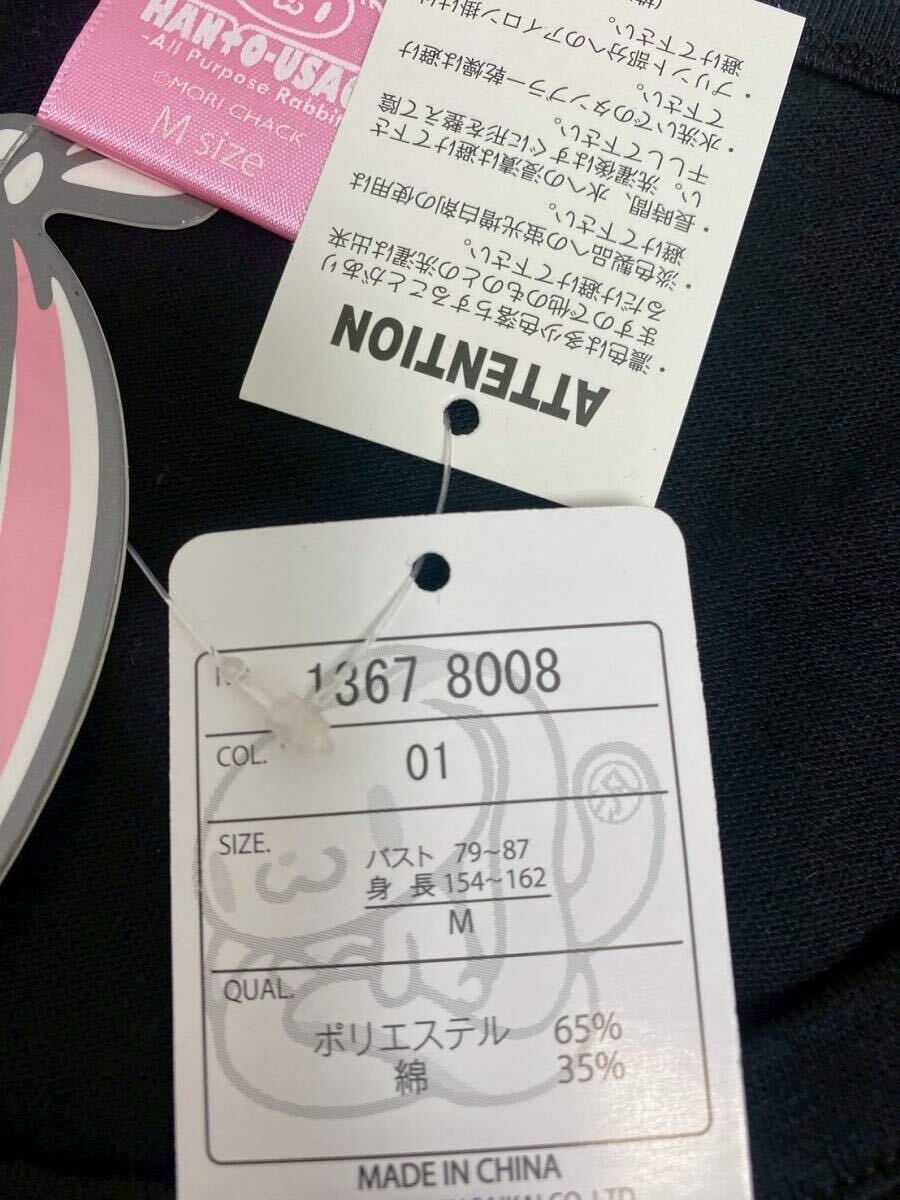 HANTO-USA
-All Purpose Rabbi
©MORI CHACK
M size
ATTENTION
・濃色は多少色落ちすることがあり
ますので他のものとの洗濯は出来
るだけ避けて下さい。
・淡色製品への蛍光増白剤の使用は
避けて下さい。
・長時間、水への浸漬は避けて下さ
い。洗濯後はすぐに形を整えて陰
干しして下さい。
・水洗いでのタンブラー乾燥は避け
て下さい。
・プリント部分へのアイロン掛けは
避けて下さい。
1367 8008
COL. 01
SIZE.
バスト 79~87
身長 154~162
M
QUAL.
ポリエステル 65%
綿 35%
MADE IN CHINA